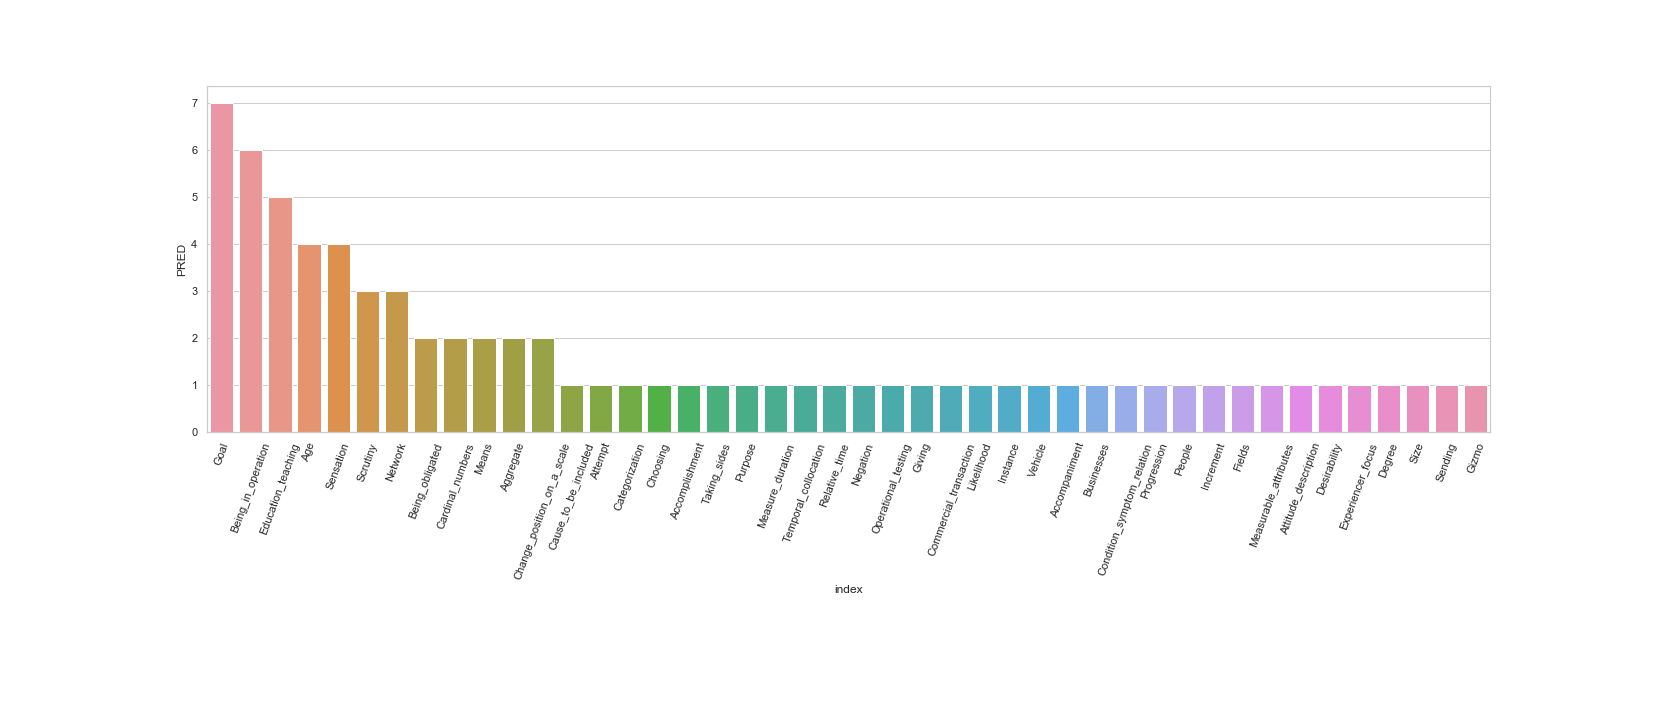 7
6
5
4
3
2
1
0
PRED
Goal
Being_in_operation
Education_teaching
Age
Sensation
Scrutiny
Network
Being_obligated
Cardinal_numbers
Means
Aggregate
Change_position_on_a_scale
Cause_to_be_included
Attempt
Categorization
Choosing
Accomplishment
Taking_sides
Purpose
Measure_duration
Temporal_collocation
Relative_time
Negation
Operational_testing
Giving
Commercial_transaction
Likelihood
Instance
Vehicle
Accompaniment
Businesses
Condition_symptom_relation
Progression
People
Increment
Fields
Measurable_attributes
Attitude_description
Desirability
Experiencer_focus
Degree
Size
Sending
Gizmo
index